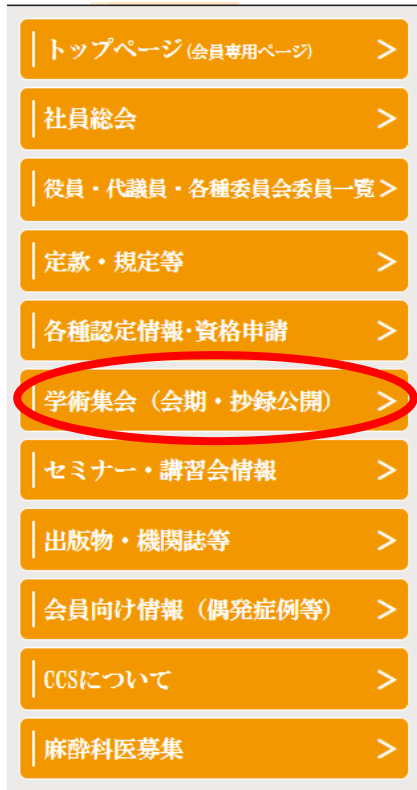 トップページ(会員専用ページ) ＞
社員総会 ＞
役員・代議員・各種委員会委員一覧＞
定款・規定等 ＞
各種認定情報・資格申請 ＞
学術集会（会期・抄録公開） ＞
セミナー・講習会情報 ＞
出版物・機関誌等 ＞
会員向け情報（偶発症例等） ＞
CCSについて ＞
麻酔科医募集 ＞